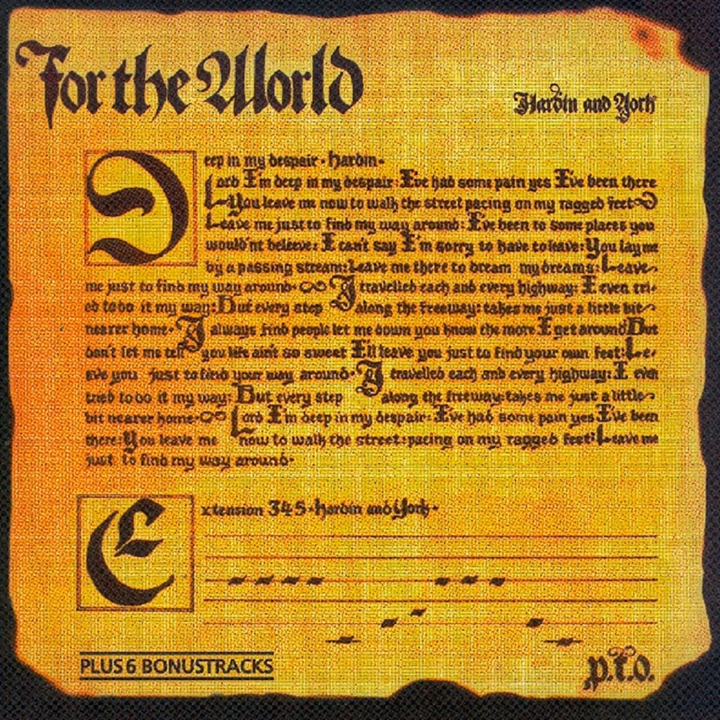 For the World
Hardin and York
Deep in my despair · Hardin ·
Lord I'm deep in my despair: I've had some pain yes I've been there
You leave me now to walk the street pacing on my ragged feet
Leave me just to find my way around: I've been to some places you
would'nt beleeve: I can't say I'm sorry to have to leave: You lay me
by a passing stream: Leave me there to dream my dreams: Leave
me just to find my way around· I travelled each and every highway: I even tri-
ed to do it my way: But every step along the freeway: takes me just a little bit
nearer home· I always find people let me down you know the more I get around But
don't let me tell you life ain't so sweet I'll leave you just to find your own feet: Le-
ave you just to find your way around· I travelled each and every highway: I even
tried to do it my way: But every step along the freeway: takes me just a little
bit nearer home· Lord I'm deep in my despair: I've had some pain yes I've been
there: You leave me now to walk the street: pacing on my ragged feet: Leave me
just to find my way around·
Extension 345 · Hardin and York ·
PLUS 6 BONUSTRACKS
p.t.o.